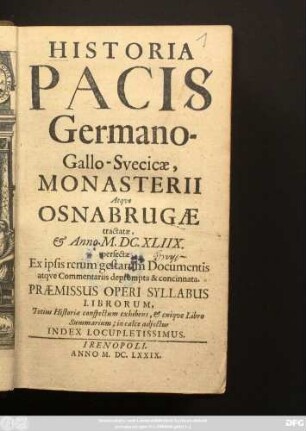 1
HISTORIA
PACIS
Germano-
Gallo-Svecicæ,
MONASTERII
Atqve
OSNABRUGÆ
tractatæ,
& Anno M. DC. XLIIX.
perfectæ
Ex ipsis rerum gestarum Documentis
atqve Commentariis deprompta & concinnata.
PRÆMISSUS OPERI SYLLABUS
LIBRORUM,
Totius Historiæ conspectum exhibens, & cuiqve Libro
Summarium; in calce adjectus
INDEX LOCUPLETISSIMUS.
IRENOPOLI.
ANNO M. DC. LXXIX.